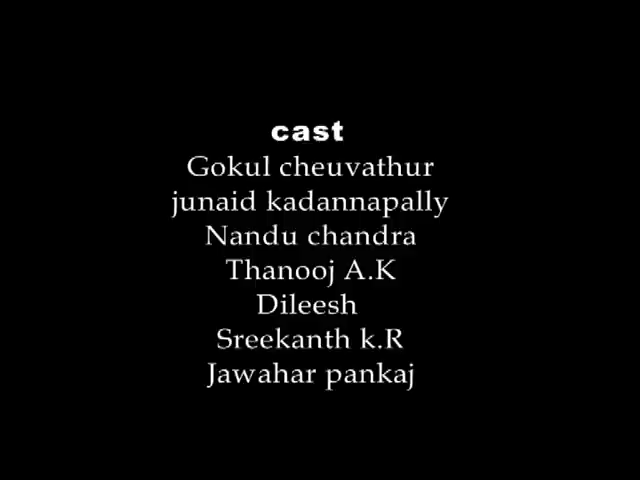 cast
Gokul cheuvathur
junaid kadannapally
Nandu chandra
Thanooj A.K
Dileesh
Sreekanth k.R
Jawahar pankaj